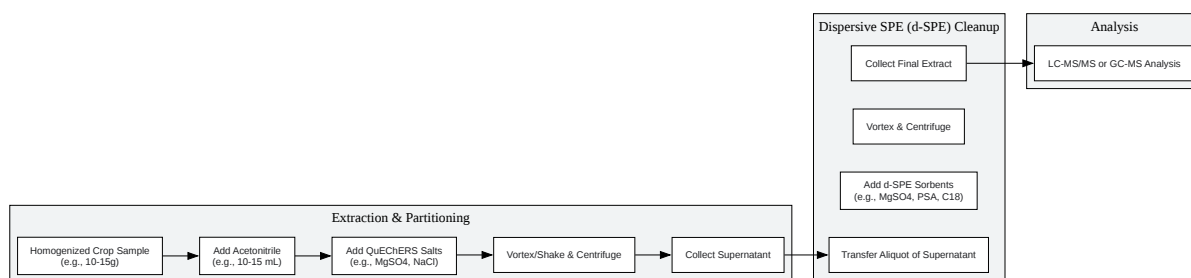 Dispersive SPE (d-SPE) Cleanup
Analysis
Collect Final Extract
LC-MS/MS or GC-MS Analysis
Vortex & Centrifuge
Add d-SPE Sorbents
(e.g., MgSO4, PSA, C18)
Extraction & Partitioning
Homogenized Crop Sample
(e.g., 10-15g)
Add Acetonitrile
(e.g., 10-15 mL)
Add QuEChERS Salts
(e.g., MgSO4, NaCl)
Vortex/Shake & Centrifuge
Collect Supernatant
Transfer Aliquot of Supernatant